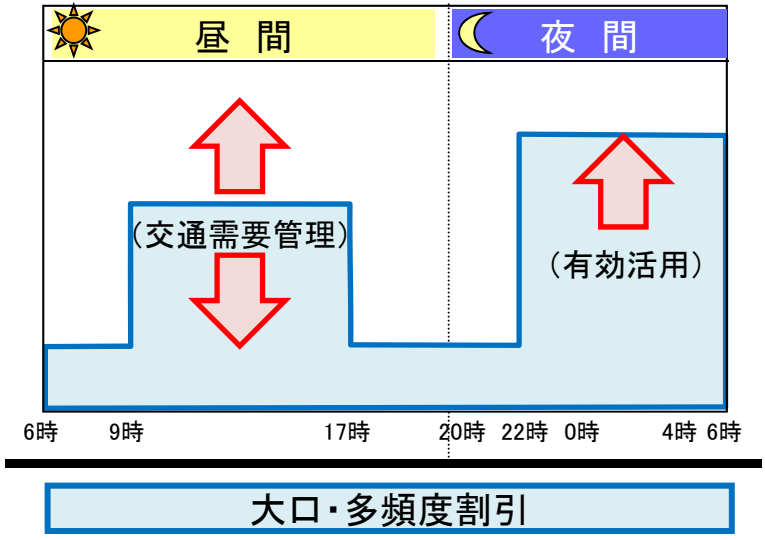 昼 間
夜 間
(交通需要管理)
(有効活用)
6時 9時 17時 20時 22時 0時 4時 6時
大口・多頻度割引